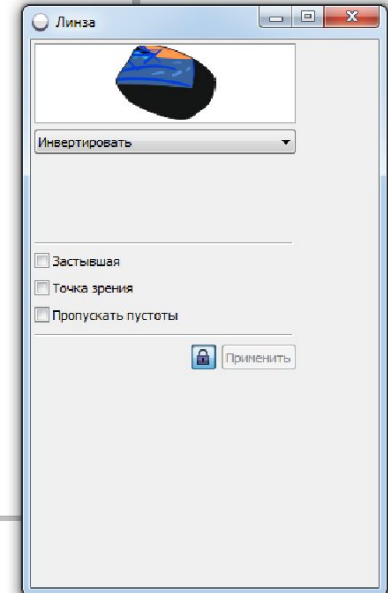 Линза
Инвертировать
Застывшая
Точка зрения
Пропускать пустоты
Применить